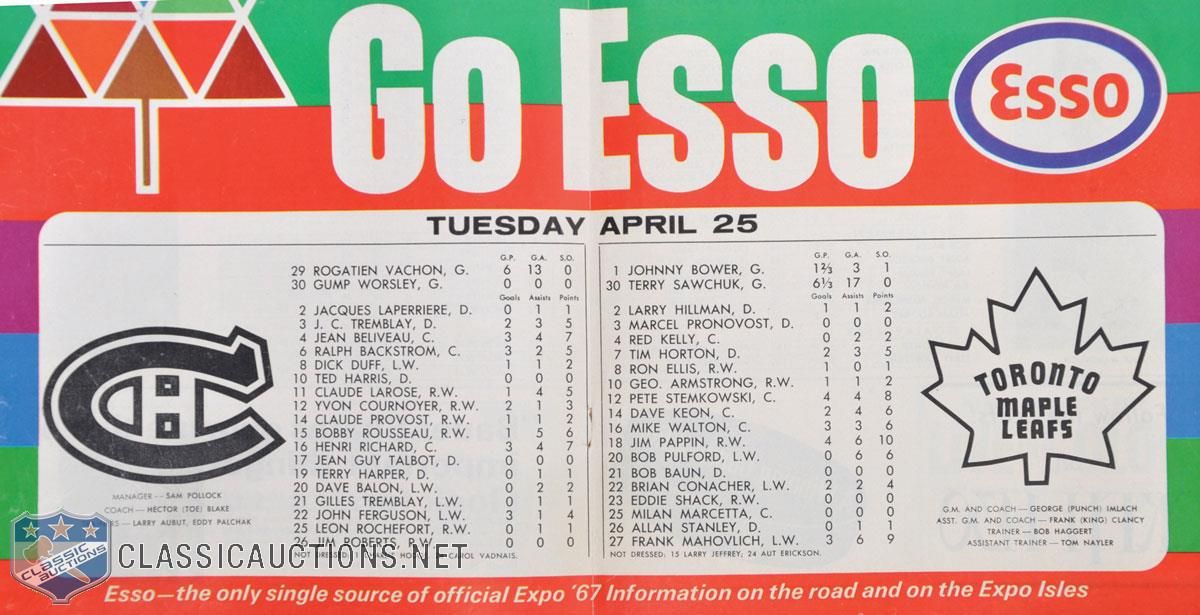 GO ESSO
Esso
TUESDAY APRIL 25
G.P. G.A. S.O.
29 ROGATIEN VACHON, G. 6 13 0
30 GUMP WORSLEY, G. 0 0 0
Goals Assists Points
2 JACQUES LAPERRIERE, D. 0 1 1
3 J. C. TREMBLAY, D. 2 3 5
4 JEAN BELIVEAU, C. 3 4 7
6 RALPH BACKSTROM, C. 3 2 5
8 DICK DUFF, L.W. 1 1 2
10 TED HARRIS, D. 0 0 0
11 CLAUDE LAROSE, R.W. 1 4 5
12 YVON COURNOYER, R.W. 2 1 3
14 CLAUDE PROVOST, R.W. 1 1 2
15 BOBBY ROUSSEAU, R.W. 1 5 6
16 HENRI RICHARD, C. 3 4 7
17 JEAN GUY TALBOT, D. 0 0 0
19 TERRY HARPER, D. 0 1 1
20 DAVE BALON, L.W. 0 2 2
21 GILLES TREMBLAY, L.W. 0 1 1
22 JOHN FERGUSON, L.W. 3 1 4
25 LEON ROCHEFORT, R.W. 0 1 1
26 JIM ROBERTS, R.W. 0 0 0
NOT DRESSED: 1 CAROL VADNAIS.
MANAGER — SAM POLLOCK
COACH — HECTOR (TOE) BLAKE
LARRY AUBUT, EDDY PALCHAK
G.P. G.A. S.O.
1 JOHNNY BOWER, G. 1⅔ 3 1
30 TERRY SAWCHUK, G. 6⅓ 17 0
Goals Assists Points
2 LARRY HILLMAN, D. 1 1 2
3 MARCEL PRONOVOST, D. 0 0 0
4 RED KELLY, C. 0 2 2
7 TIM HORTON, D. 2 3 5
8 RON ELLIS, R.W. 1 0 1
10 GEO. ARMSTRONG, R.W. 1 1 2
12 PETE STEMKOWSKI, C. 4 4 8
14 DAVE KEON, C. 2 4 6
16 MIKE WALTON, C. 3 3 6
18 JIM PAPPIN, R.W. 4 6 10
20 BOB PULFORD, L.W. 0 6 6
21 BOB BAUN, D. 0 0 0
22 BRIAN CONACHER, L.W. 2 2 4
23 EDDIE SHACK, R.W. 0 0 0
25 MILAN MARCETTA, C. 0 0 0
26 ALLAN STANLEY, D. 0 1 1
27 FRANK MAHOVLICH, L.W. 3 6 9
NOT DRESSED: 15 LARRY JEFFREY; 24 AUT ERICKSON.
TORONTO
MAPLE
LEAFS
G.M. AND COACH — GEORGE (PUNCH) IMLACH
ASST. G.M. AND COACH — FRANK (KING) CLANCY
TRAINER — BOB HAGGERT
ASSISTANT TRAINER — TOM NAYLER
CLASSIC
AUCTIONS
CLASSICAUCTIONS.NET
Esso—the only single source of official Expo '67 Information on the road and on the Expo Isles